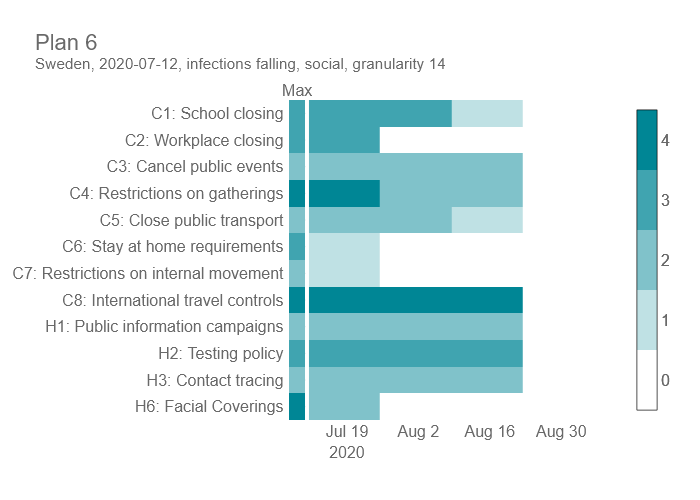 Plan 6
Sweden, 2020-07-12, infections falling, social, granularity 14
Max
C1: School closing
C2: Workplace closing
C3: Cancel public events
C4: Restrictions on gatherings
C5: Close public transport
C6: Stay at home requirements
C7: Restrictions on internal movement
C8: International travel controls
H1: Public information campaigns
H2: Testing policy
H3: Contact tracing
H6: Facial Coverings
Jul 19 Aug 2 Aug 16 Aug 30
2020
4
3
2
1
0